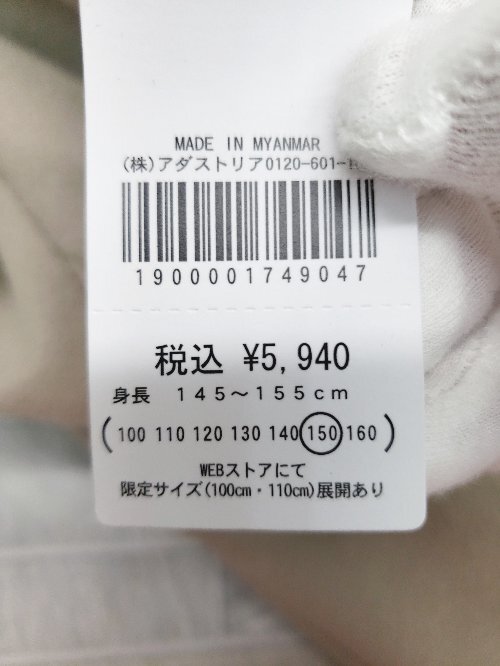 MADE IN MYANMAR
(株)アダストリア0120-601-
1900001749047
税込 ¥5,940
身長 145～155cm
(100 110 120 130 140 150 160)
WEBストアにて
限定サイズ(100cm・110cm)展開あり